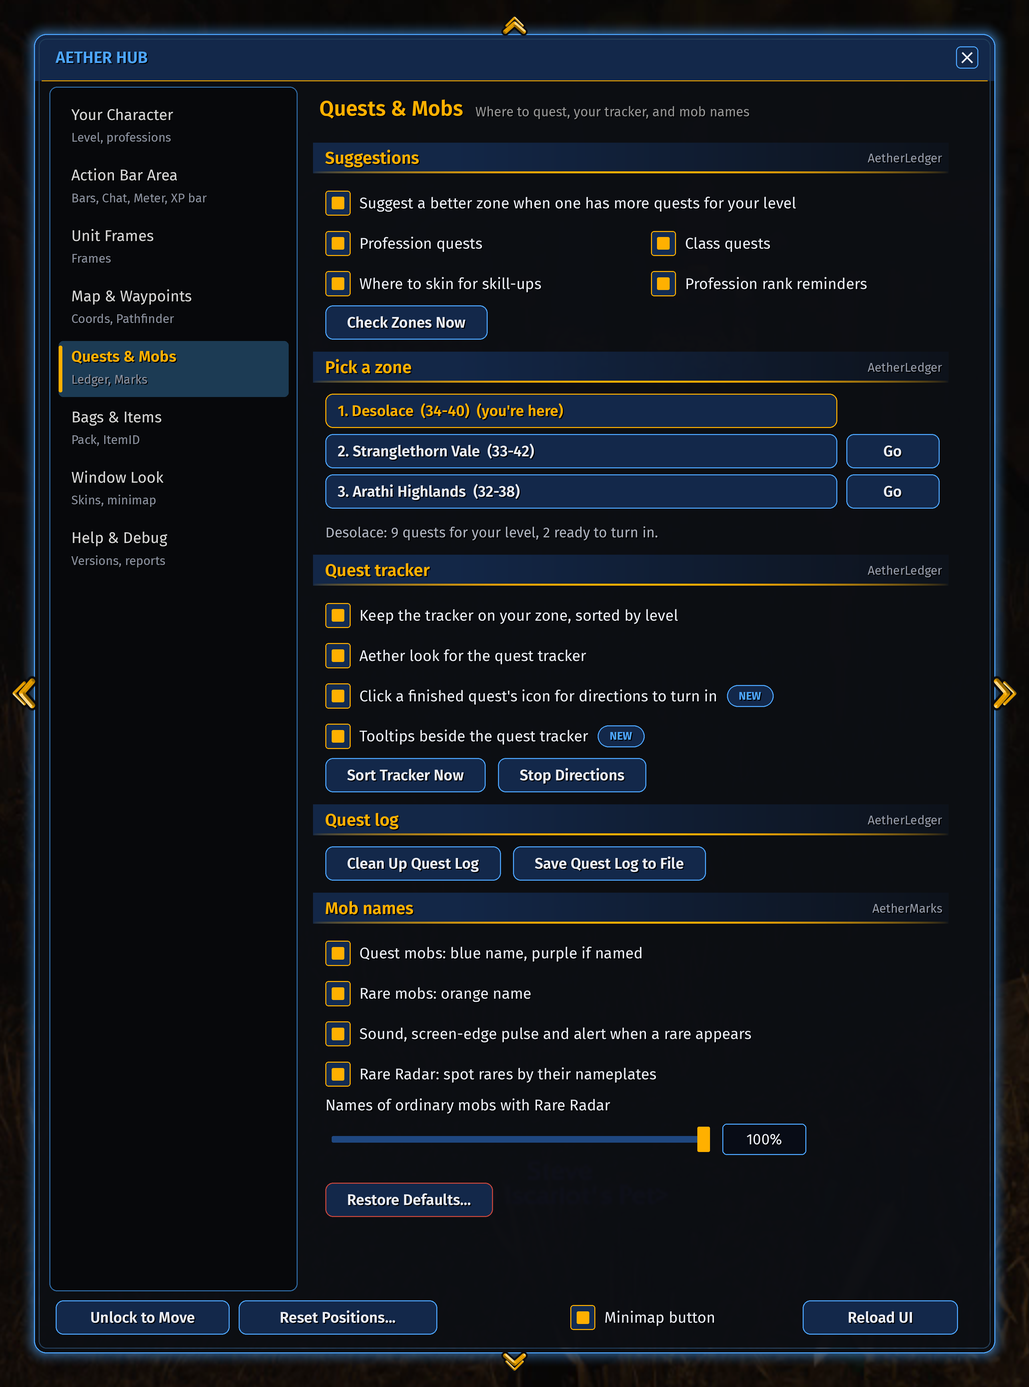 AETHER HUB
Your Character
Level, professions
Action Bar Area
Bars, Chat, Meter, XP bar
Unit Frames
Frames
Map & Waypoints
Coords, Pathfinder
Quests & Mobs
Ledger, Marks
Bags & Items
Pack, ItemID
Window Look
Skins, minimap
Help & Debug
Versions, reports
Quests & Mobs Where to quest, your tracker, and mob names
Suggestions AetherLedger
Suggest a better zone when one has more quests for your level
Profession quests Class quests
Where to skin for skill-ups Profession rank reminders
Check Zones Now
Pick a zone AetherLedger
1. Desolace (34-40) (you're here)
2. Stranglethorn Vale (33-42) Go
3. Arathi Highlands (32-38) Go
Desolace: 9 quests for your level, 2 ready to turn in.
Quest tracker AetherLedger
Keep the tracker on your zone, sorted by level
Aether look for the quest tracker
Click a finished quest's icon for directions to turn in NEW
Tooltips beside the quest tracker NEW
Sort Tracker Now Stop Directions
Quest log AetherLedger
Clean Up Quest Log Save Quest Log to File
Mob names AetherMarks
Quest mobs: blue name, purple if named
Rare mobs: orange name
Sound, screen-edge pulse and alert when a rare appears
Rare Radar: spot rares by their nameplates
Names of ordinary mobs with Rare Radar
100%
Restore Defaults...
Unlock to Move Reset Positions... Minimap button Reload UI